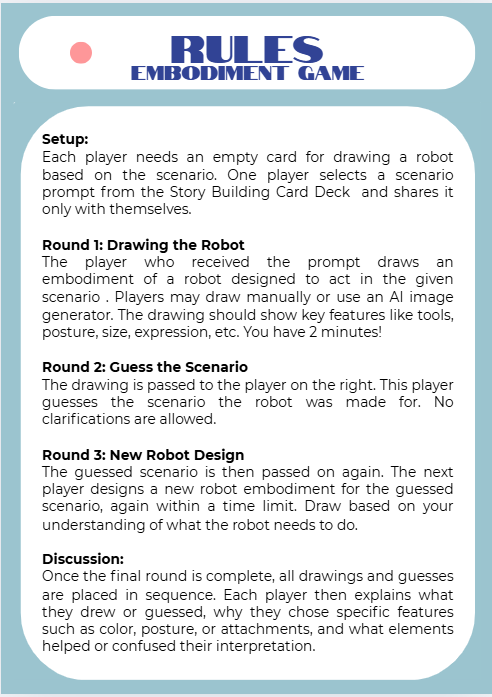 RULES
EMBODIMENT GAME
Setup:
Each player needs an empty card for drawing a robot
based on the scenario. One player selects a scenario
prompt from the Story Building Card Deck and shares it
only with themselves.
Round 1: Drawing the Robot
The player who received the prompt draws an
embodiment of a robot designed to act in the given
scenario . Players may draw manually or use an AI image
generator. The drawing should show key features like tools,
posture, size, expression, etc. You have 2 minutes!
Round 2: Guess the Scenario
The drawing is passed to the player on the right. This player
guesses the scenario the robot was made for. No
clarifications are allowed.
Round 3: New Robot Design
The guessed scenario is then passed on again. The next
player designs a new robot embodiment for the guessed
scenario, again within a time limit. Draw based on your
understanding of what the robot needs to do.
Discussion:
Once the final round is complete, all drawings and guesses
are placed in sequence. Each player then explains what
they drew or guessed, why they chose specific features
such as color, posture, or attachments, and what elements
helped or confused their interpretation.